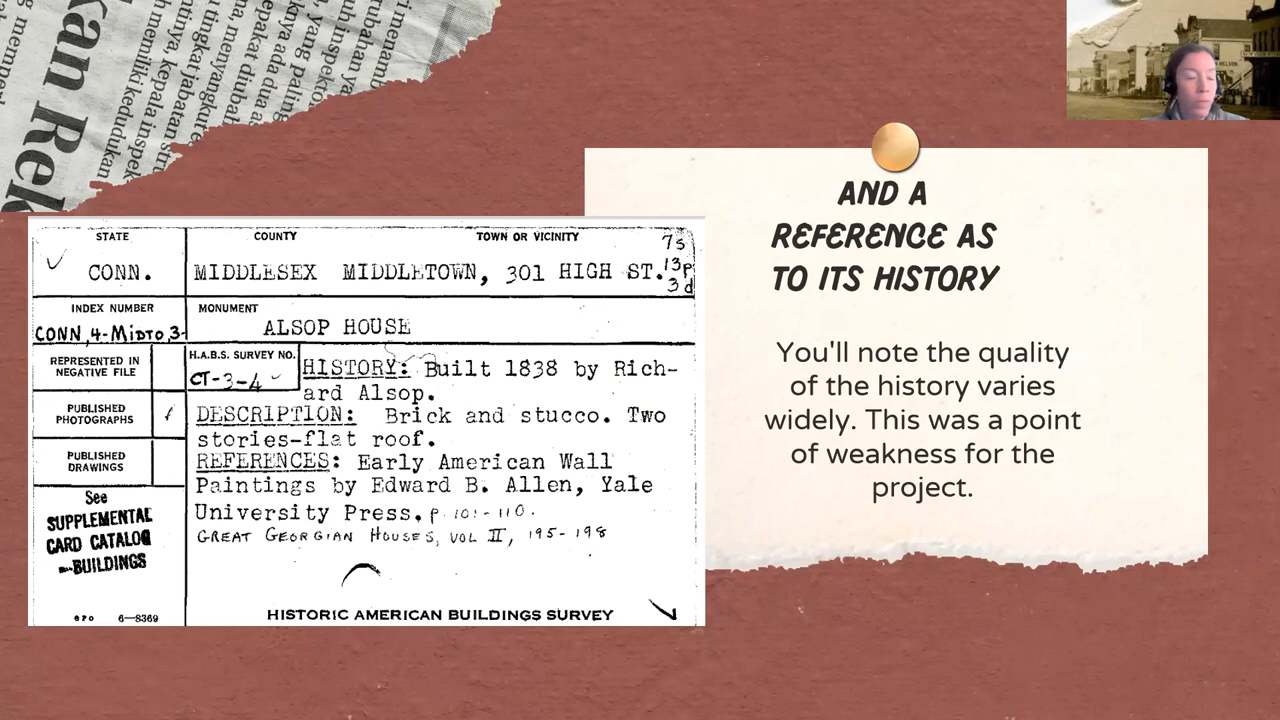 kan Rek
STATE
COUNTY
TOWN OR VICINITY
7s
CONN.
MIDDLESEX MIDDLETOWN, 301 HIGH ST.
13p
3d
INDEX NUMBER
MONUMENT
CONN,4-MIDTO,3-
ALSOP HOUSE
REPRESENTED IN
NEGATIVE FILE
H.A.B.S. SURVEY NO.
CT-3-4
HISTORY: Built 1838 by Rich-
ard Alsop.
PUBLISHED
PHOTOGRAPHS
DESCRIPTION: Brick and stucco. Two
stories-flat roof.
PUBLISHED
DRAWINGS
REFERENCES: Early American Wall
Paintings by Edward B. Allen, Yale
University Press, p. 101-110.
GREAT GEORGIAN HOUSES, VOL II, 195-198
See
SUPPLEMENTAL
CARD CATALOG
-BUILDINGS
GPO 6-8369
HISTORIC AMERICAN BUILDINGS SURVEY
AND A
REFERENCE AS
TO ITS HISTORY
You'll note the quality
of the history varies
widely. This was a point
of weakness for the
project.